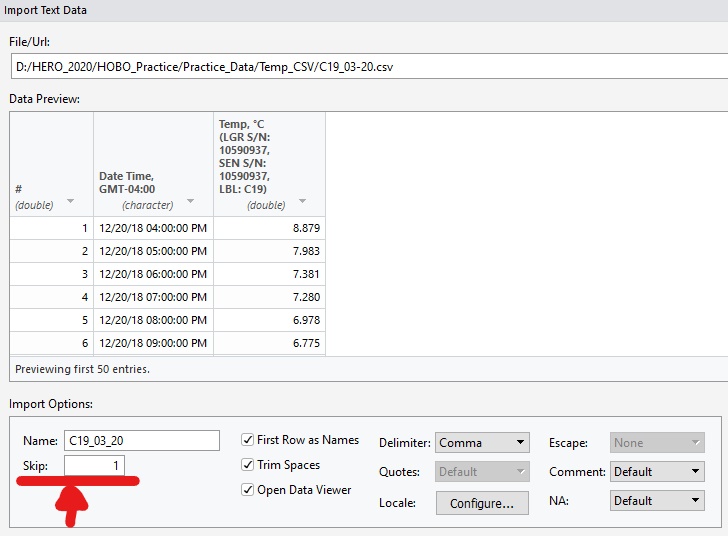 Import Text Data
File/Url:
D:/HERO_2020/HOBO_Practice/Practice_Data/Temp_CSV/C19_03-20.csv
Data Preview:
#
(double)
Date Time,
GMT-04:00
(character)
Temp, °C
(LGR S/N:
10590937,
SEN S/N:
10590937,
LBL: C19)
(double)
1 12/20/18 04:00:00 PM 8.879
2 12/20/18 05:00:00 PM 7.983
3 12/20/18 06:00:00 PM 7.381
4 12/20/18 07:00:00 PM 7.280
5 12/20/18 08:00:00 PM 6.978
6 12/20/18 09:00:00 PM 6.775
Previewing first 50 entries.
Import Options:
Name: C19_03_20
Skip: 1
First Row as Names
Trim Spaces
Open Data Viewer
Delimiter: Comma
Quotes: Default
Locale: Configure...
Escape: None
Comment: Default
NA: Default